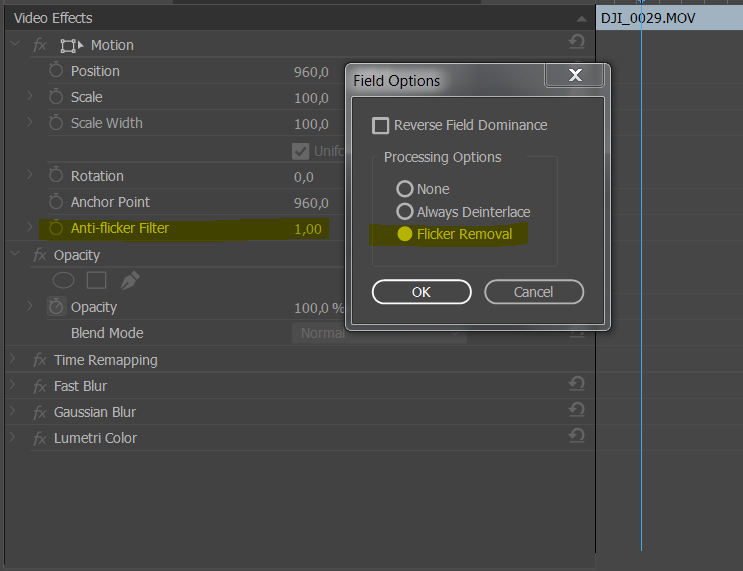 Video Effects
DJI_0029.MOV
fx Motion
Position 960,0
Scale 100,0
Scale Width 100,0
Unifo
Rotation 0,0
Anchor Point 960,0
Anti-flicker Filter 1,00
fx Opacity
Opacity 100,0 %
Blend Mode Normal
fx Time Remapping
fx Fast Blur
fx Gaussian Blur
fx Lumetri Color
Field Options
X
Reverse Field Dominance
Processing Options
None
Always Deinterlace
Flicker Removal
OK Cancel